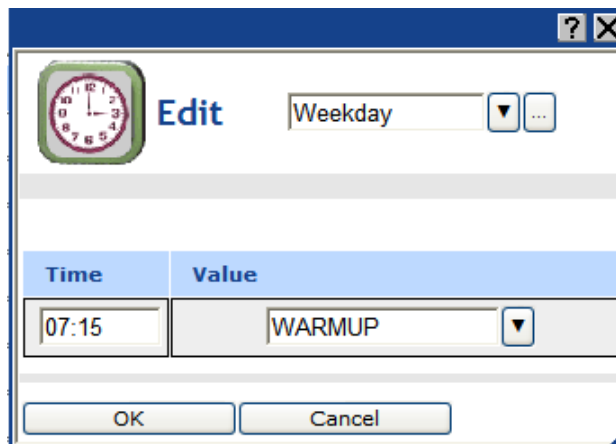 ? X
Edit Weekday ...
Time Value
07:15 WARMUP
OK Cancel